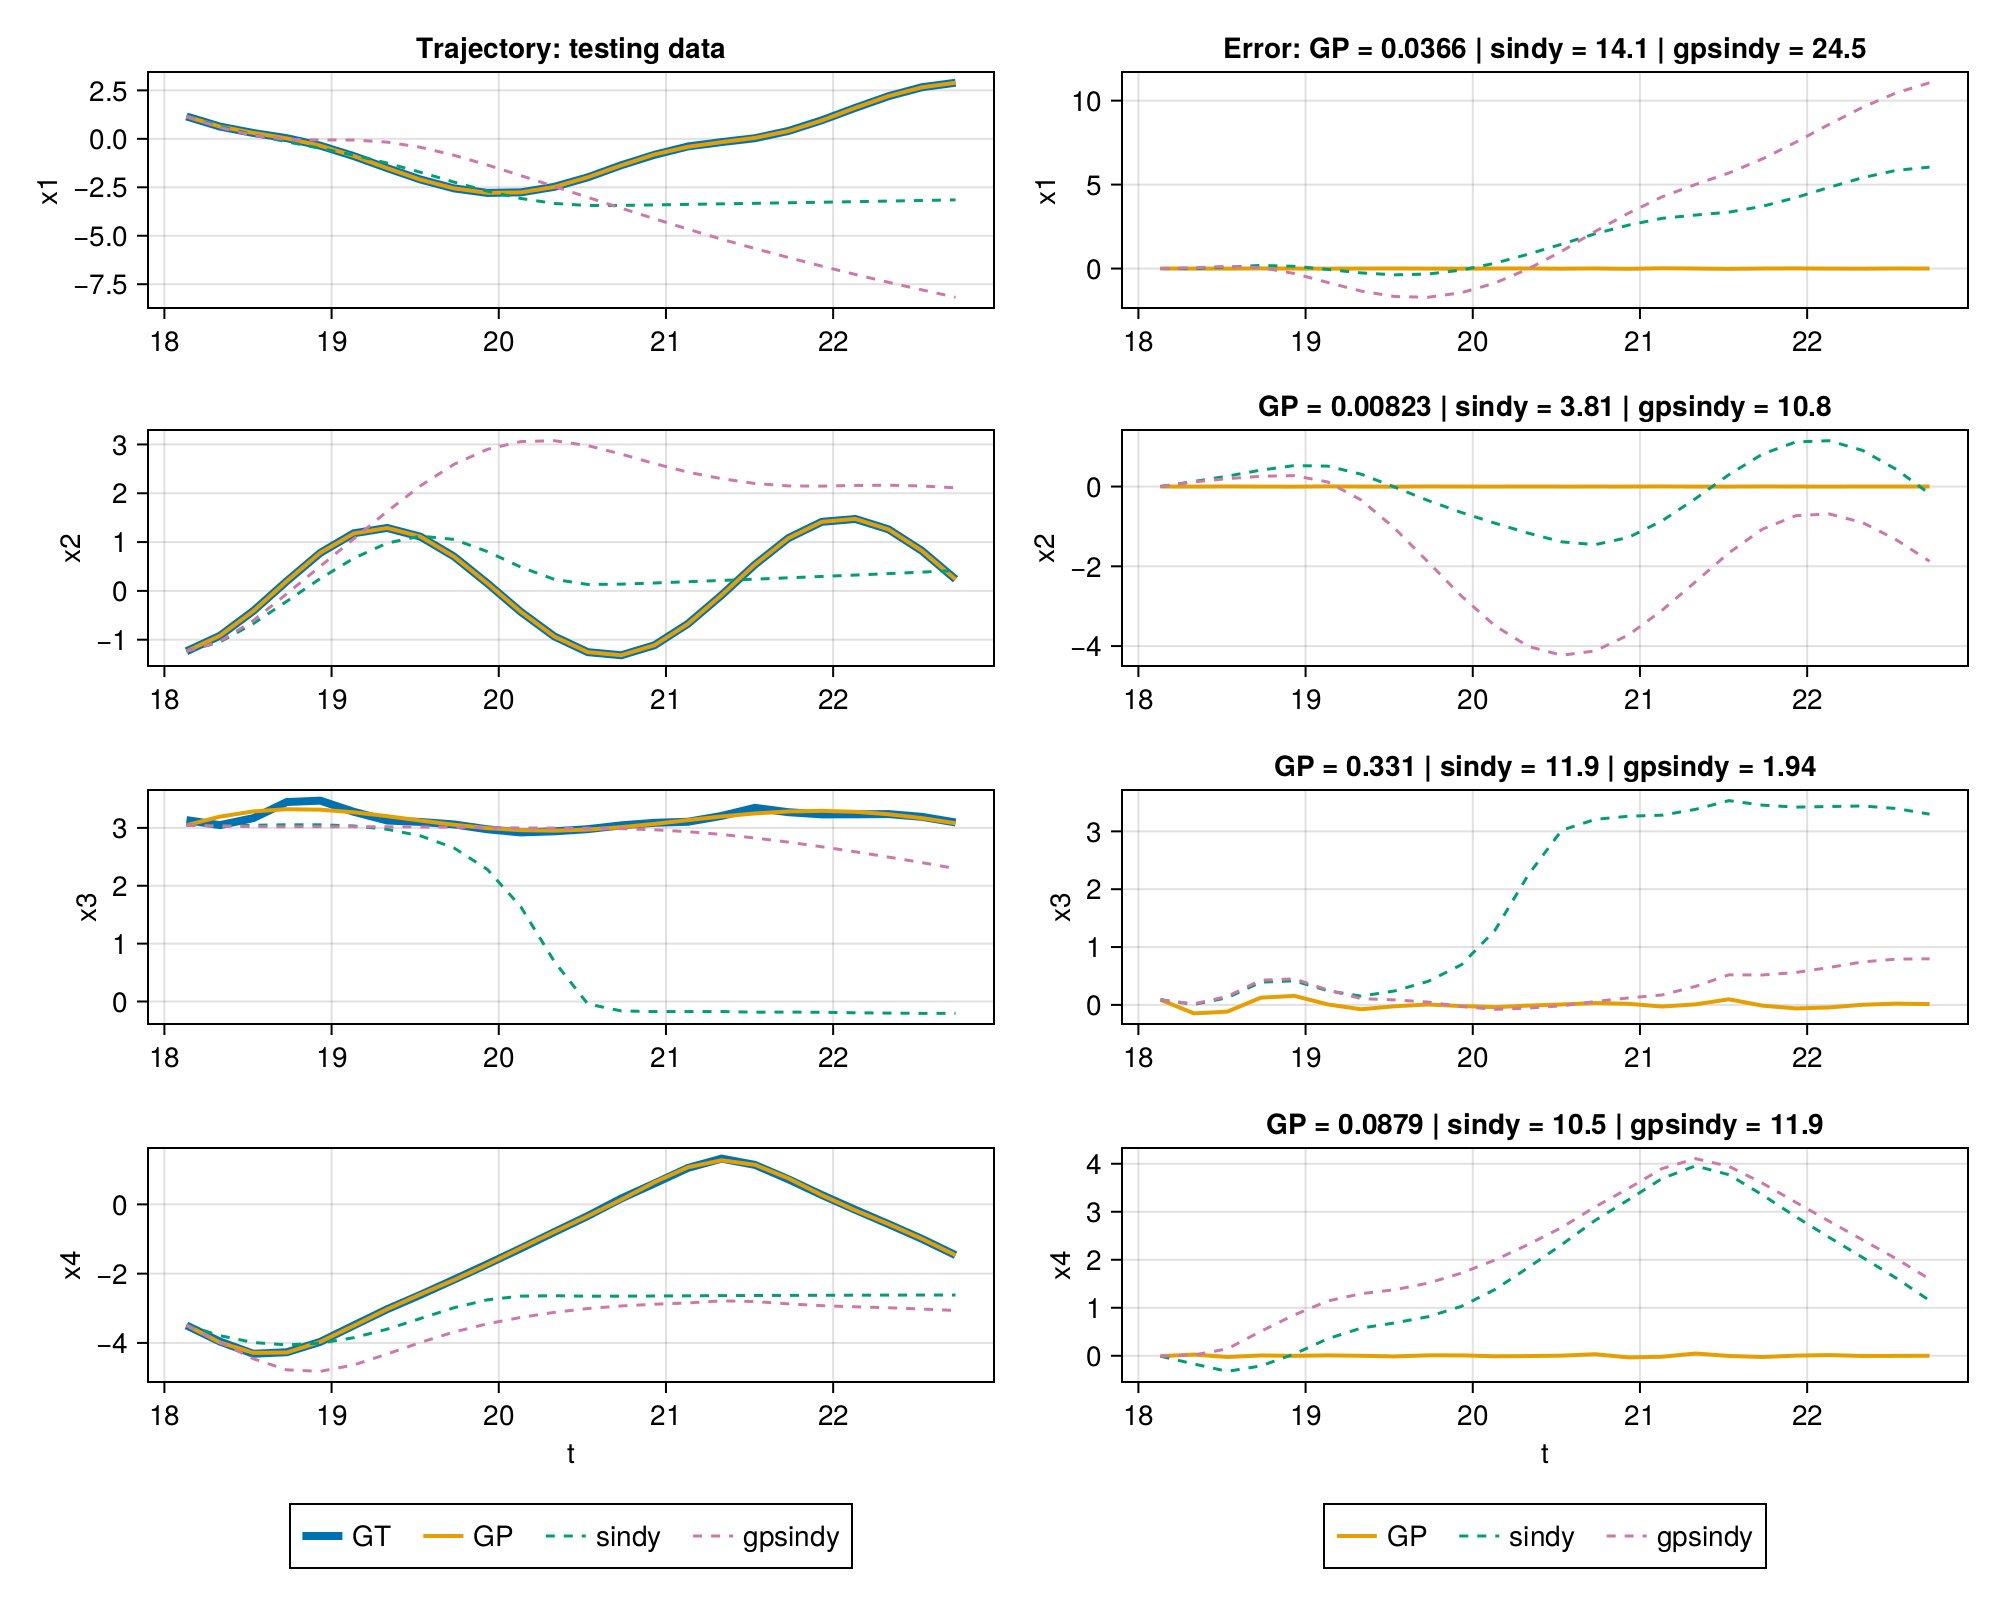 Trajectory: testing data
Error: GP = 0.0366 | sindy = 14.1 | gpsindy = 24.5
x1
2.5
0.0
−2.5
−5.0
−7.5
18 19 20 21 22
x1
10
5
0
18 19 20 21 22
GP = 0.00823 | sindy = 3.81 | gpsindy = 10.8
x2
3
2
1
0
−1
18 19 20 21 22
x2
0
−2
−4
18 19 20 21 22
GP = 0.331 | sindy = 11.9 | gpsindy = 1.94
x3
3
2
1
0
18 19 20 21 22
x3
3
2
1
0
18 19 20 21 22
GP = 0.0879 | sindy = 10.5 | gpsindy = 11.9
x4
0
−2
−4
18 19 20 21 22
t
x4
4
3
2
1
0
18 19 20 21 22
t
GT GP sindy gpsindy
GP sindy gpsindy